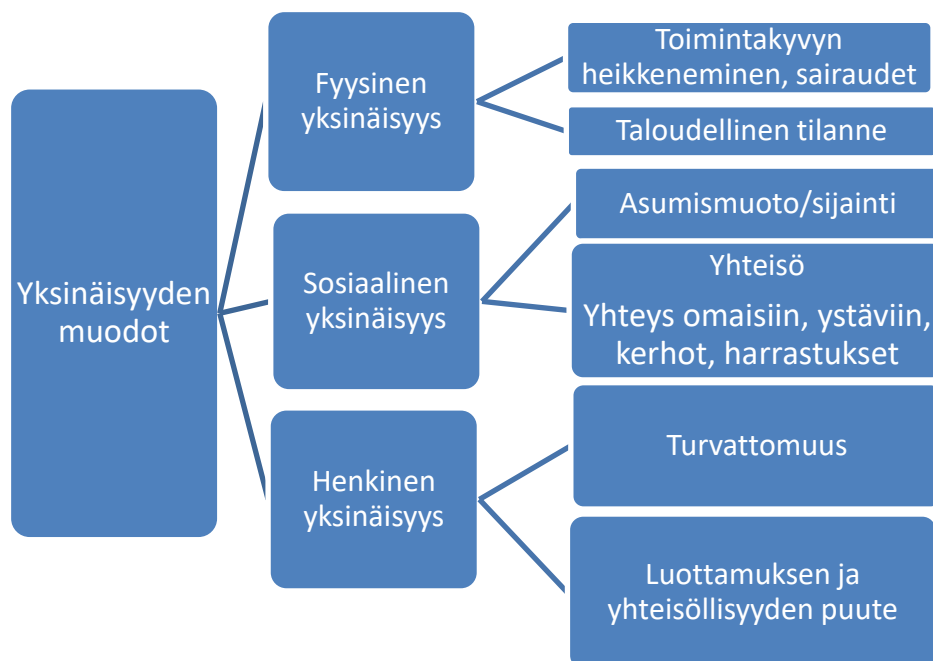 Yksinäisyyden
muodot
Fyysinen
yksinäisyys
Toimintakyvyn
heikkeneminen, sairaudet
Taloudellinen tilanne
Sosiaalinen
yksinäisyys
Asumismuoto/sijainti
Yhteisö
Yhteys omaisiin, ystäviin,
kerhot, harrastukset
Henkinen
yksinäisyys
Turvattomuus
Luottamuksen ja
yhteisöllisyyden puute